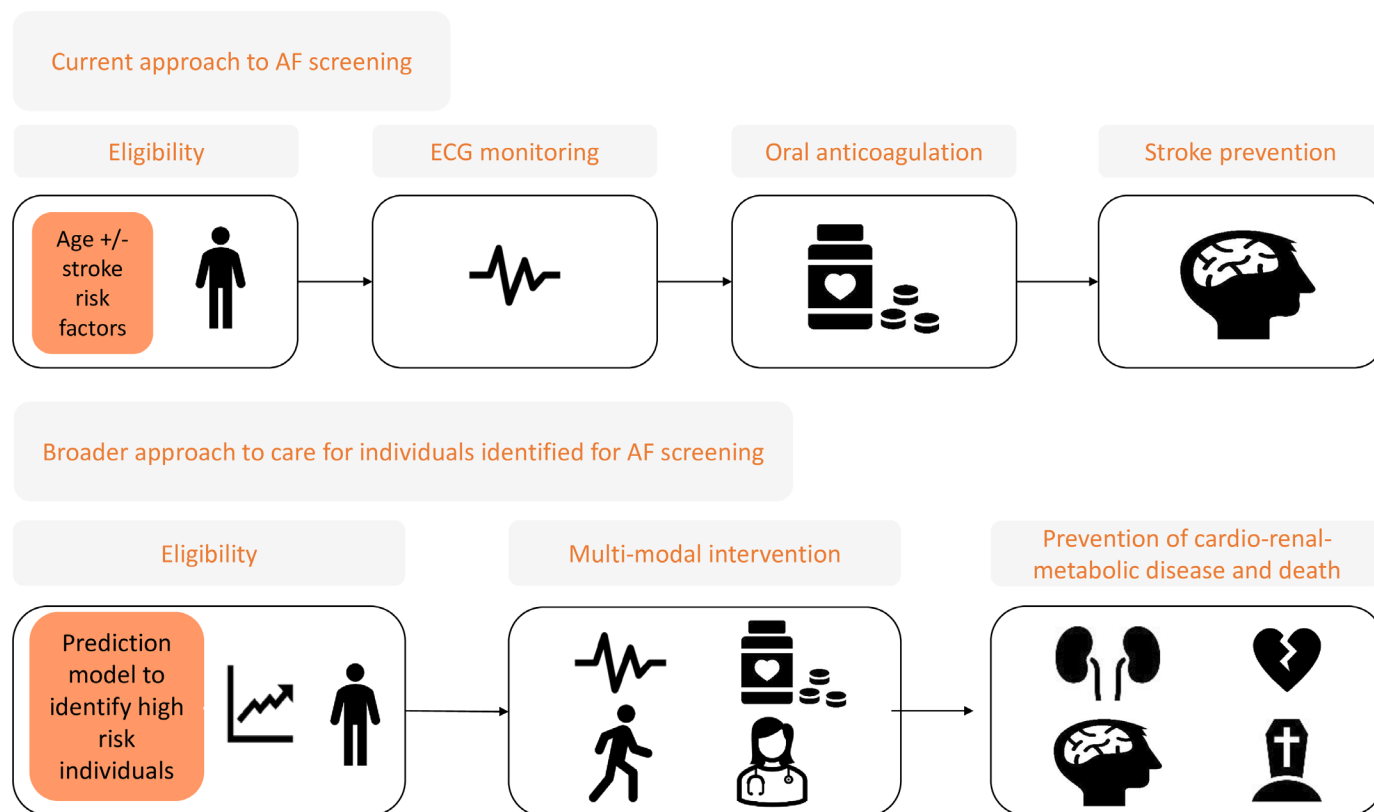 Current approach to AF screening
Eligibility
ECG monitoring
Oral anticoagulation
Stroke prevention
Age +/-
stroke
risk
factors
Broader approach to care for individuals identified for AF screening
Eligibility
Multi-modal intervention
Prevention of cardio-renal-
metabolic disease and death
Prediction
model to
identify high
risk
individuals